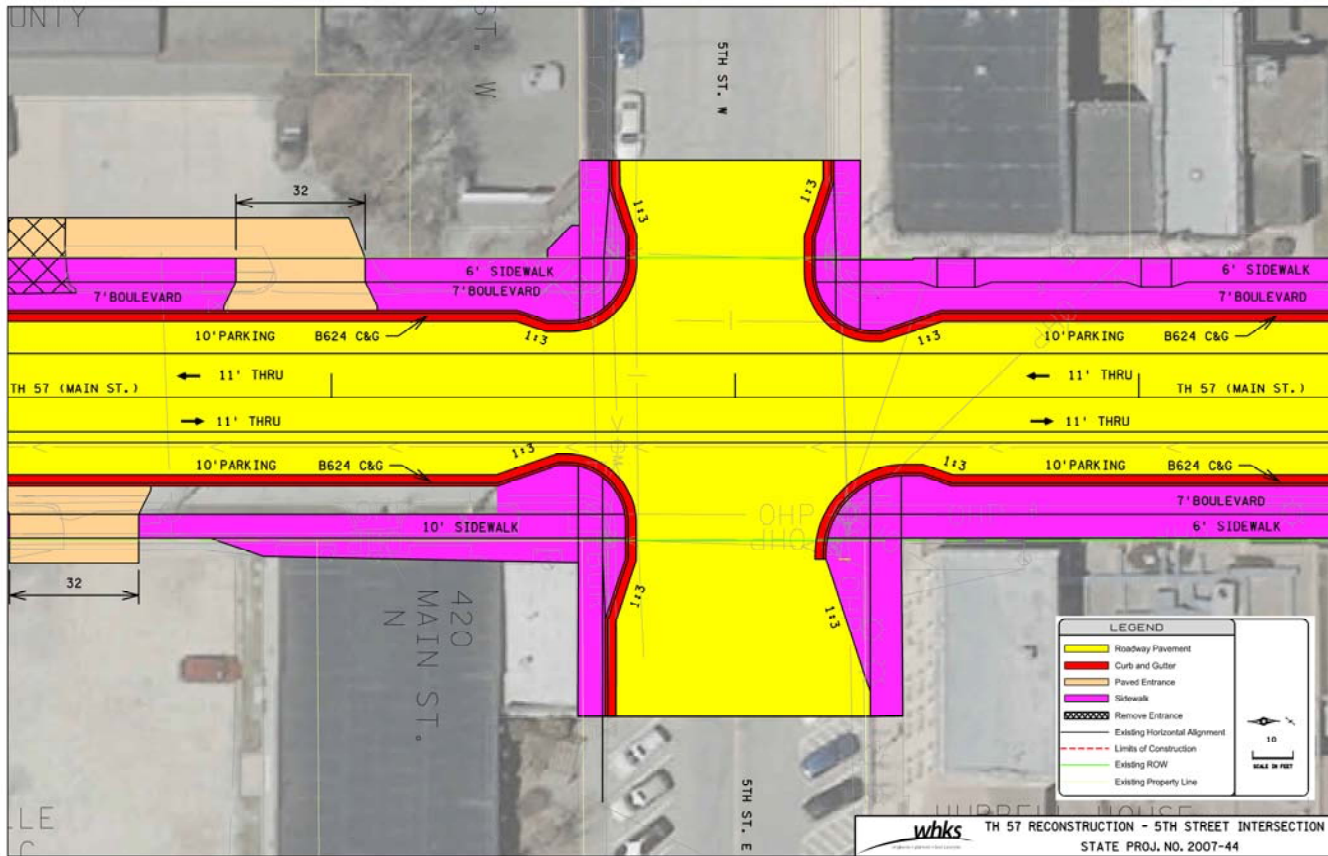 UNTY
ST. W
5TH ST. W
32
1:3
1:3
6' SIDEWALK
7'BOULEVARD
7'BOULEVARD
6' SIDEWALK
7'BOULEVARD
10'PARKING
B624 C&G
1:3
1:3
10'PARKING
B624 C&G
11' THRU
11' THRU
TH 57 (MAIN ST.)
TH 57 (MAIN ST.)
11' THRU
11' THRU
10'PARKING
B624 C&G
1:3
1:3
10'PARKING
B624 C&G
7'BOULEVARD
10' SIDEWALK
6' SIDEWALK
OHP
OHP
32
1:3
1:3
420
MAIN ST.
N
5TH ST. E
LEGEND
Roadway Pavement
Curb and Gutter
Paved Entrance
Sidewalk
Remove Entrance
Existing Horizontal Alignment
Limits of Construction
Existing ROW
Existing Property Line
10
SCALE IN FEET
LLE
C
HUBBELL HOUSE
whks
TH 57 RECONSTRUCTION - 5TH STREET INTERSECTION
STATE PROJ. NO. 2007-44